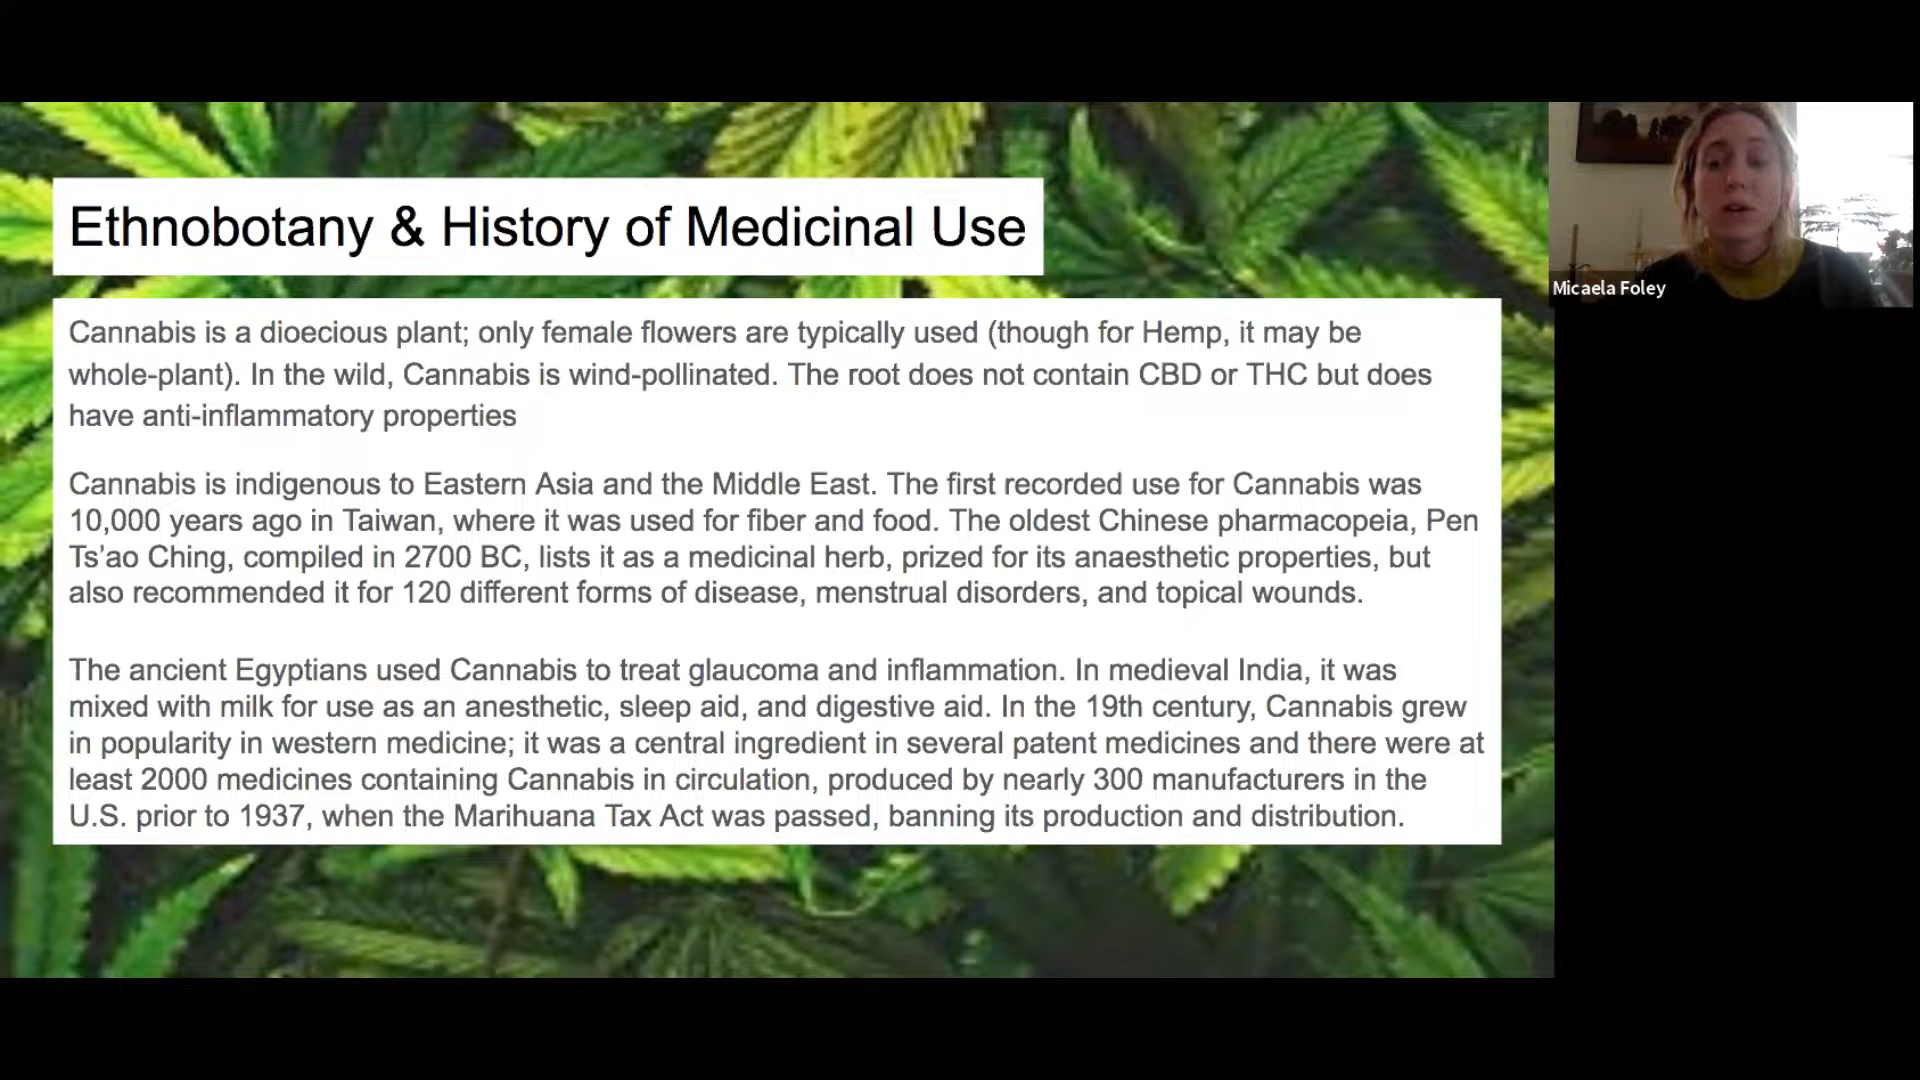 Ethnobotany & History of Medicinal Use
Cannabis is a dioecious plant; only female flowers are typically used (though for Hemp, it may be
whole-plant). In the wild, Cannabis is wind-pollinated. The root does not contain CBD or THC but does
have anti-inflammatory properties
Cannabis is indigenous to Eastern Asia and the Middle East. The first recorded use for Cannabis was
10,000 years ago in Taiwan, where it was used for fiber and food. The oldest Chinese pharmacopeia, Pen
Ts’ao Ching, compiled in 2700 BC, lists it as a medicinal herb, prized for its anaesthetic properties, but
also recommended it for 120 different forms of disease, menstrual disorders, and topical wounds.
The ancient Egyptians used Cannabis to treat glaucoma and inflammation. In medieval India, it was
mixed with milk for use as an anesthetic, sleep aid, and digestive aid. In the 19th century, Cannabis grew
in popularity in western medicine; it was a central ingredient in several patent medicines and there were at
least 2000 medicines containing Cannabis in circulation, produced by nearly 300 manufacturers in the
U.S. prior to 1937, when the Marihuana Tax Act was passed, banning its production and distribution.
Micaela Foley